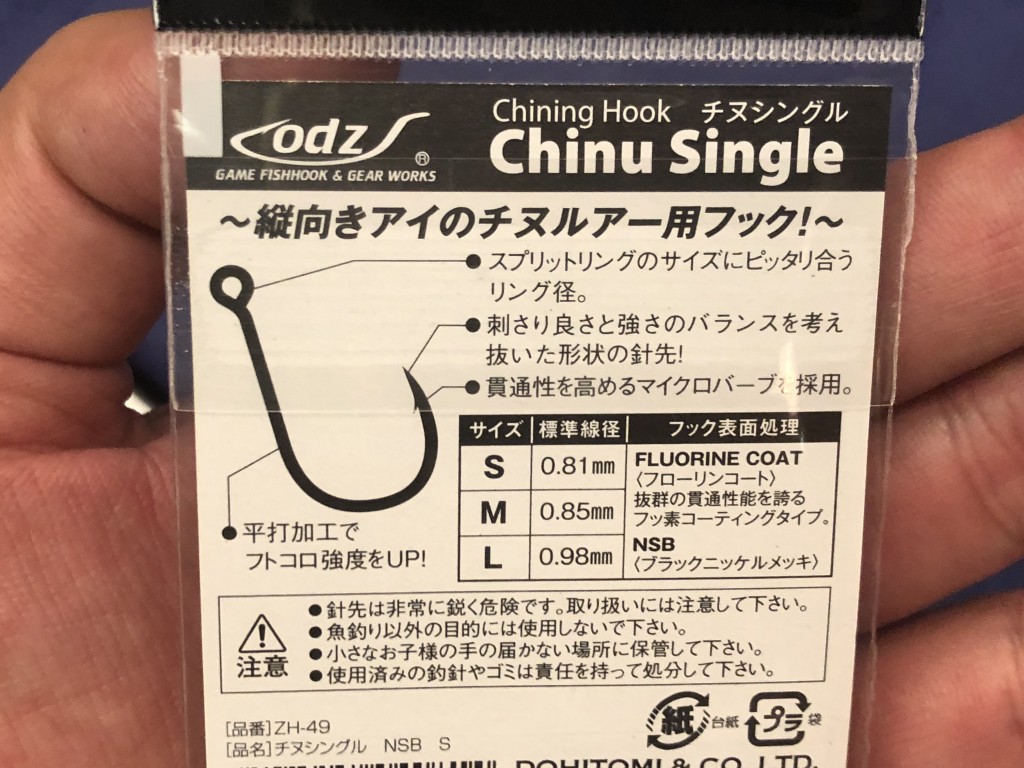 Chining Hook チヌシングル
odz ®
Chinu Single
GAME FISHHOOK & GEAR WORKS
～縦向きアイのチヌルアー用フック!～
●スプリットリングのサイズにピッタリ合う
リング径。
●刺さり良さと強さのバランスを考え
抜いた形状の針先!
●貫通性を高めるマイクロバーブを採用。
●平打加工で
フトコロ強度をUP!
サイズ 標準線径 フック表面処理
S 0.81mm FLUORINE COAT
〈フローリンコート〉
M 0.85mm 抜群の貫通性能を誇る
フッ素コーティングタイプ。
L 0.98mm NSB
〈ブラックニッケルメッキ〉
注意
●針先は非常に鋭く危険です。取り扱いには注意して下さい。
●魚釣り以外の目的には使用しないで下さい。
●小さなお子様の手の届かない場所に保管して下さい。
●使用済みの釣針やゴミは責任を持って処分して下さい。
紙 台紙 プラ 袋
[品番]ZH-49
[品名]チヌシングル NSB S
DOHITOMI & CO., LTD.